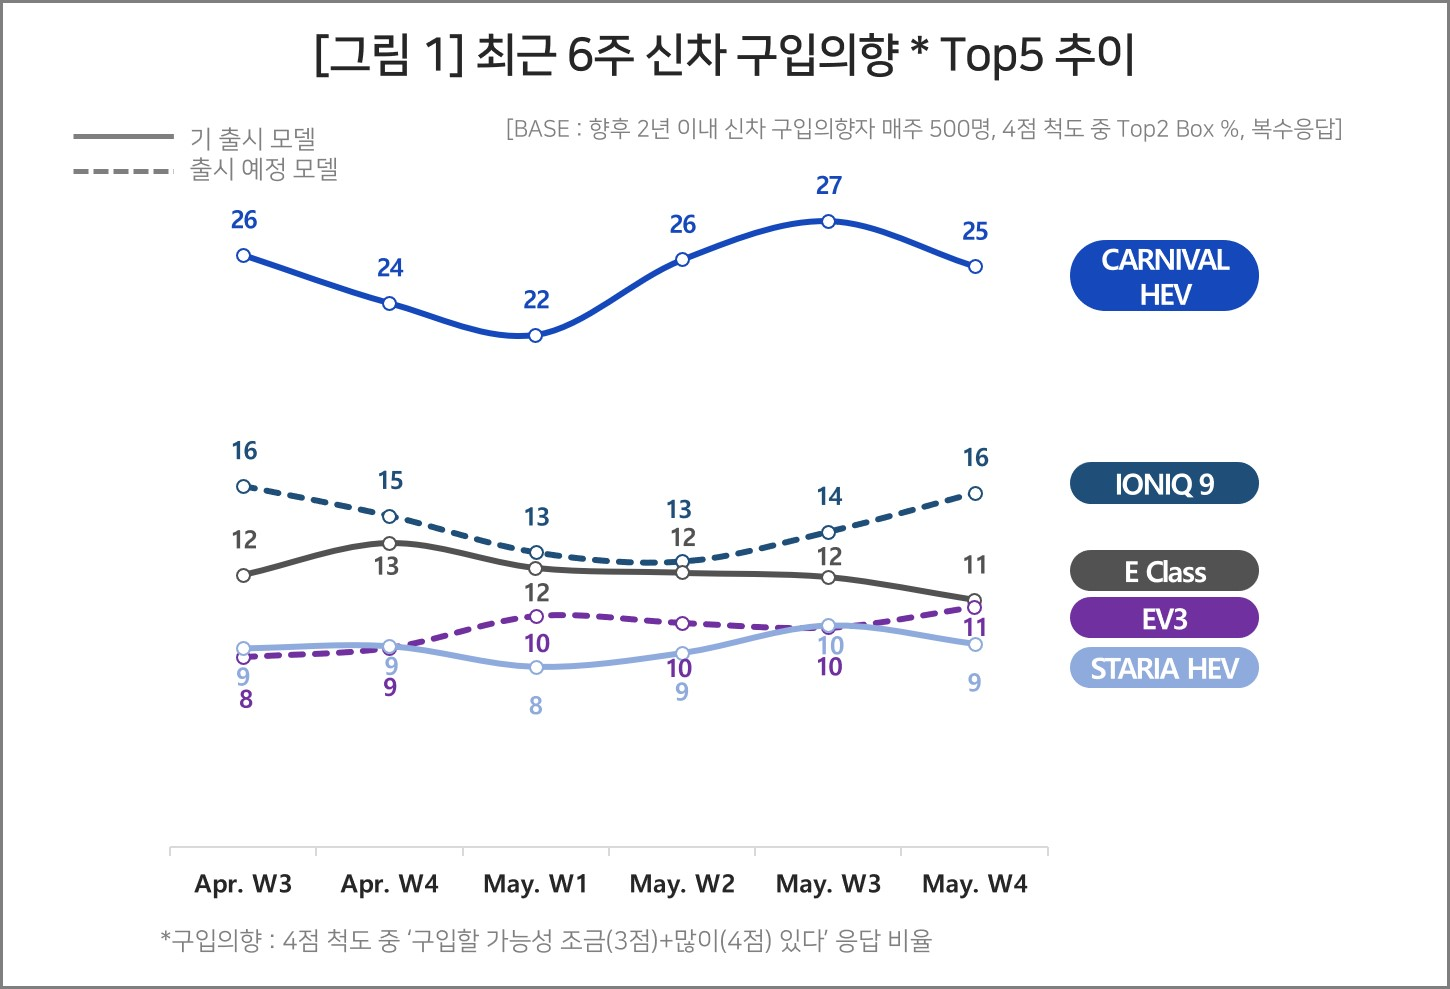 [그림 1] 최근 6주 신차 구입의향 * Top5 추이
기 출시 모델
[BASE : 향후 2년 이내 신차 구입의향자 매주 500명, 4점 척도 중 Top2 Box %, 복수응답]
출시 예정 모델
26 24 22 26 27 25
CARNIVAL
HEV
16 15 13 13 14 16
IONIQ 9
12 13 12 12 12 11
E Class
8 9 10 10 10 11
EV3
9 9 8 9 10 9
STARIA HEV
Apr. W3 Apr. W4 May. W1 May. W2 May. W3 May. W4
*구입의향 : 4점 척도 중 ‘구입할 가능성 조금(3점)+많이(4점) 있다’ 응답 비율